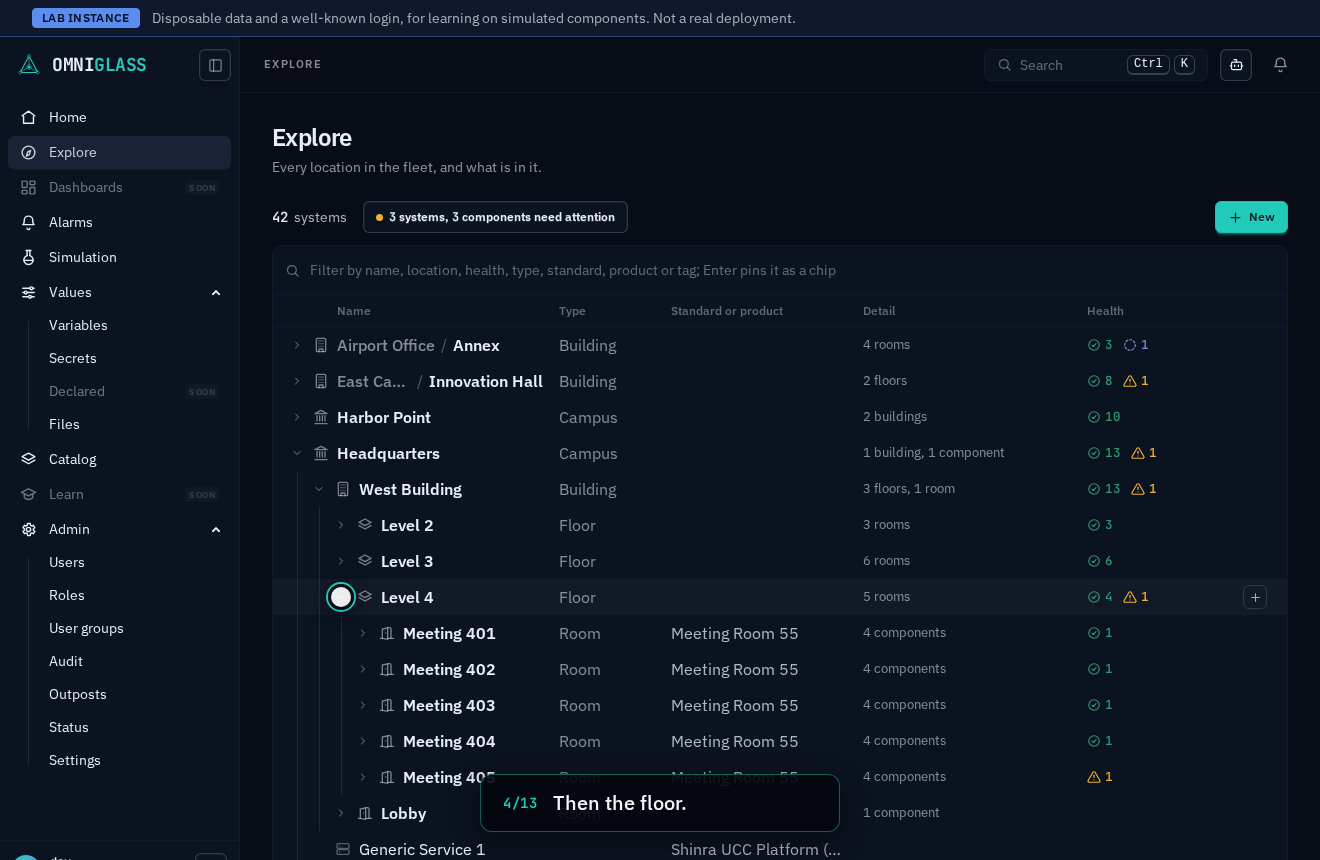 LAB INSTANCE Disposable data and a well-known login, for learning on simulated components. Not a real deployment.
OMNIGLASS
EXPLORE
Search Ctrl K
Home
Explore
Dashboards SOON
Alarms
Simulation
Values
Variables
Secrets
Declared SOON
Files
Catalog
Learn SOON
Admin
Users
Roles
User groups
Audit
Outposts
Status
Settings
Explore
Every location in the fleet, and what is in it.
42 systems 3 systems, 3 components need attention
New
Filter by name, location, health, type, standard, product or tag; Enter pins it as a chip
Name Type Standard or product Detail Health
Airport Office / Annex Building 4 rooms 3 1
East Ca... / Innovation Hall Building 2 floors 8 1
Harbor Point Campus 2 buildings 10
Headquarters Campus 1 building, 1 component 13 1
West Building Building 3 floors, 1 room 13 1
Level 2 Floor 3 rooms 3
Level 3 Floor 6 rooms 6
Level 4 Floor 5 rooms 4 1
Meeting 401 Room Meeting Room 55 4 components 1
Meeting 402 Room Meeting Room 55 4 components 1
Meeting 403 Room Meeting Room 55 4 components 1
Meeting 404 Room Meeting Room 55 4 components 1
Meeting 405 Room Meeting Room 55 4 components 1
Lobby 1 component
4/13 Then the floor.
Generic Service 1 Shinra UCC Platform (...